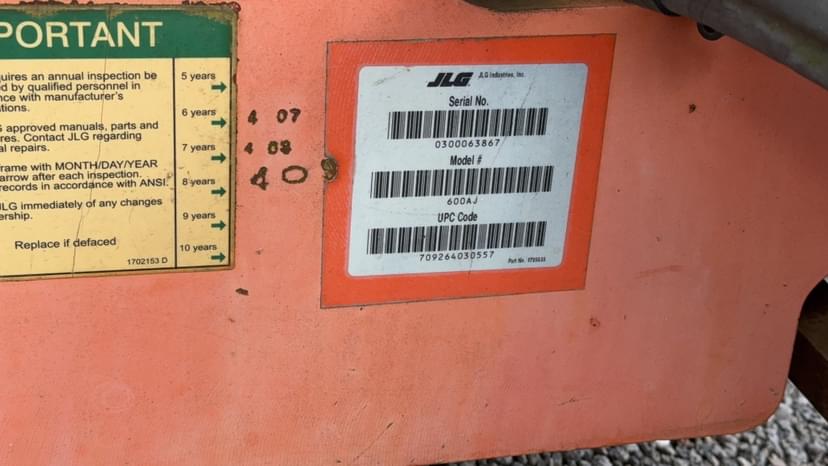 PORTANT
uires an annual inspection be
d by qualified personnel in
nce with manufacturer's
tions.
G approved manuals, parts and
res. Contact JLG regarding
al repairs.
frame with MONTH/DAY/YEAR
arrow after each inspection.
records in accordance with ANSI.
JLG immediately of any changes
ership.
Replace if defaced
1702153 D
5 years
6 years
7 years
8 years
9 years
10 years
4 07
4 08
4 0
JLG JLG Industries, Inc.
Serial No.
0300063867
Model #
600AJ
UPC Code
709264030557
Part No.